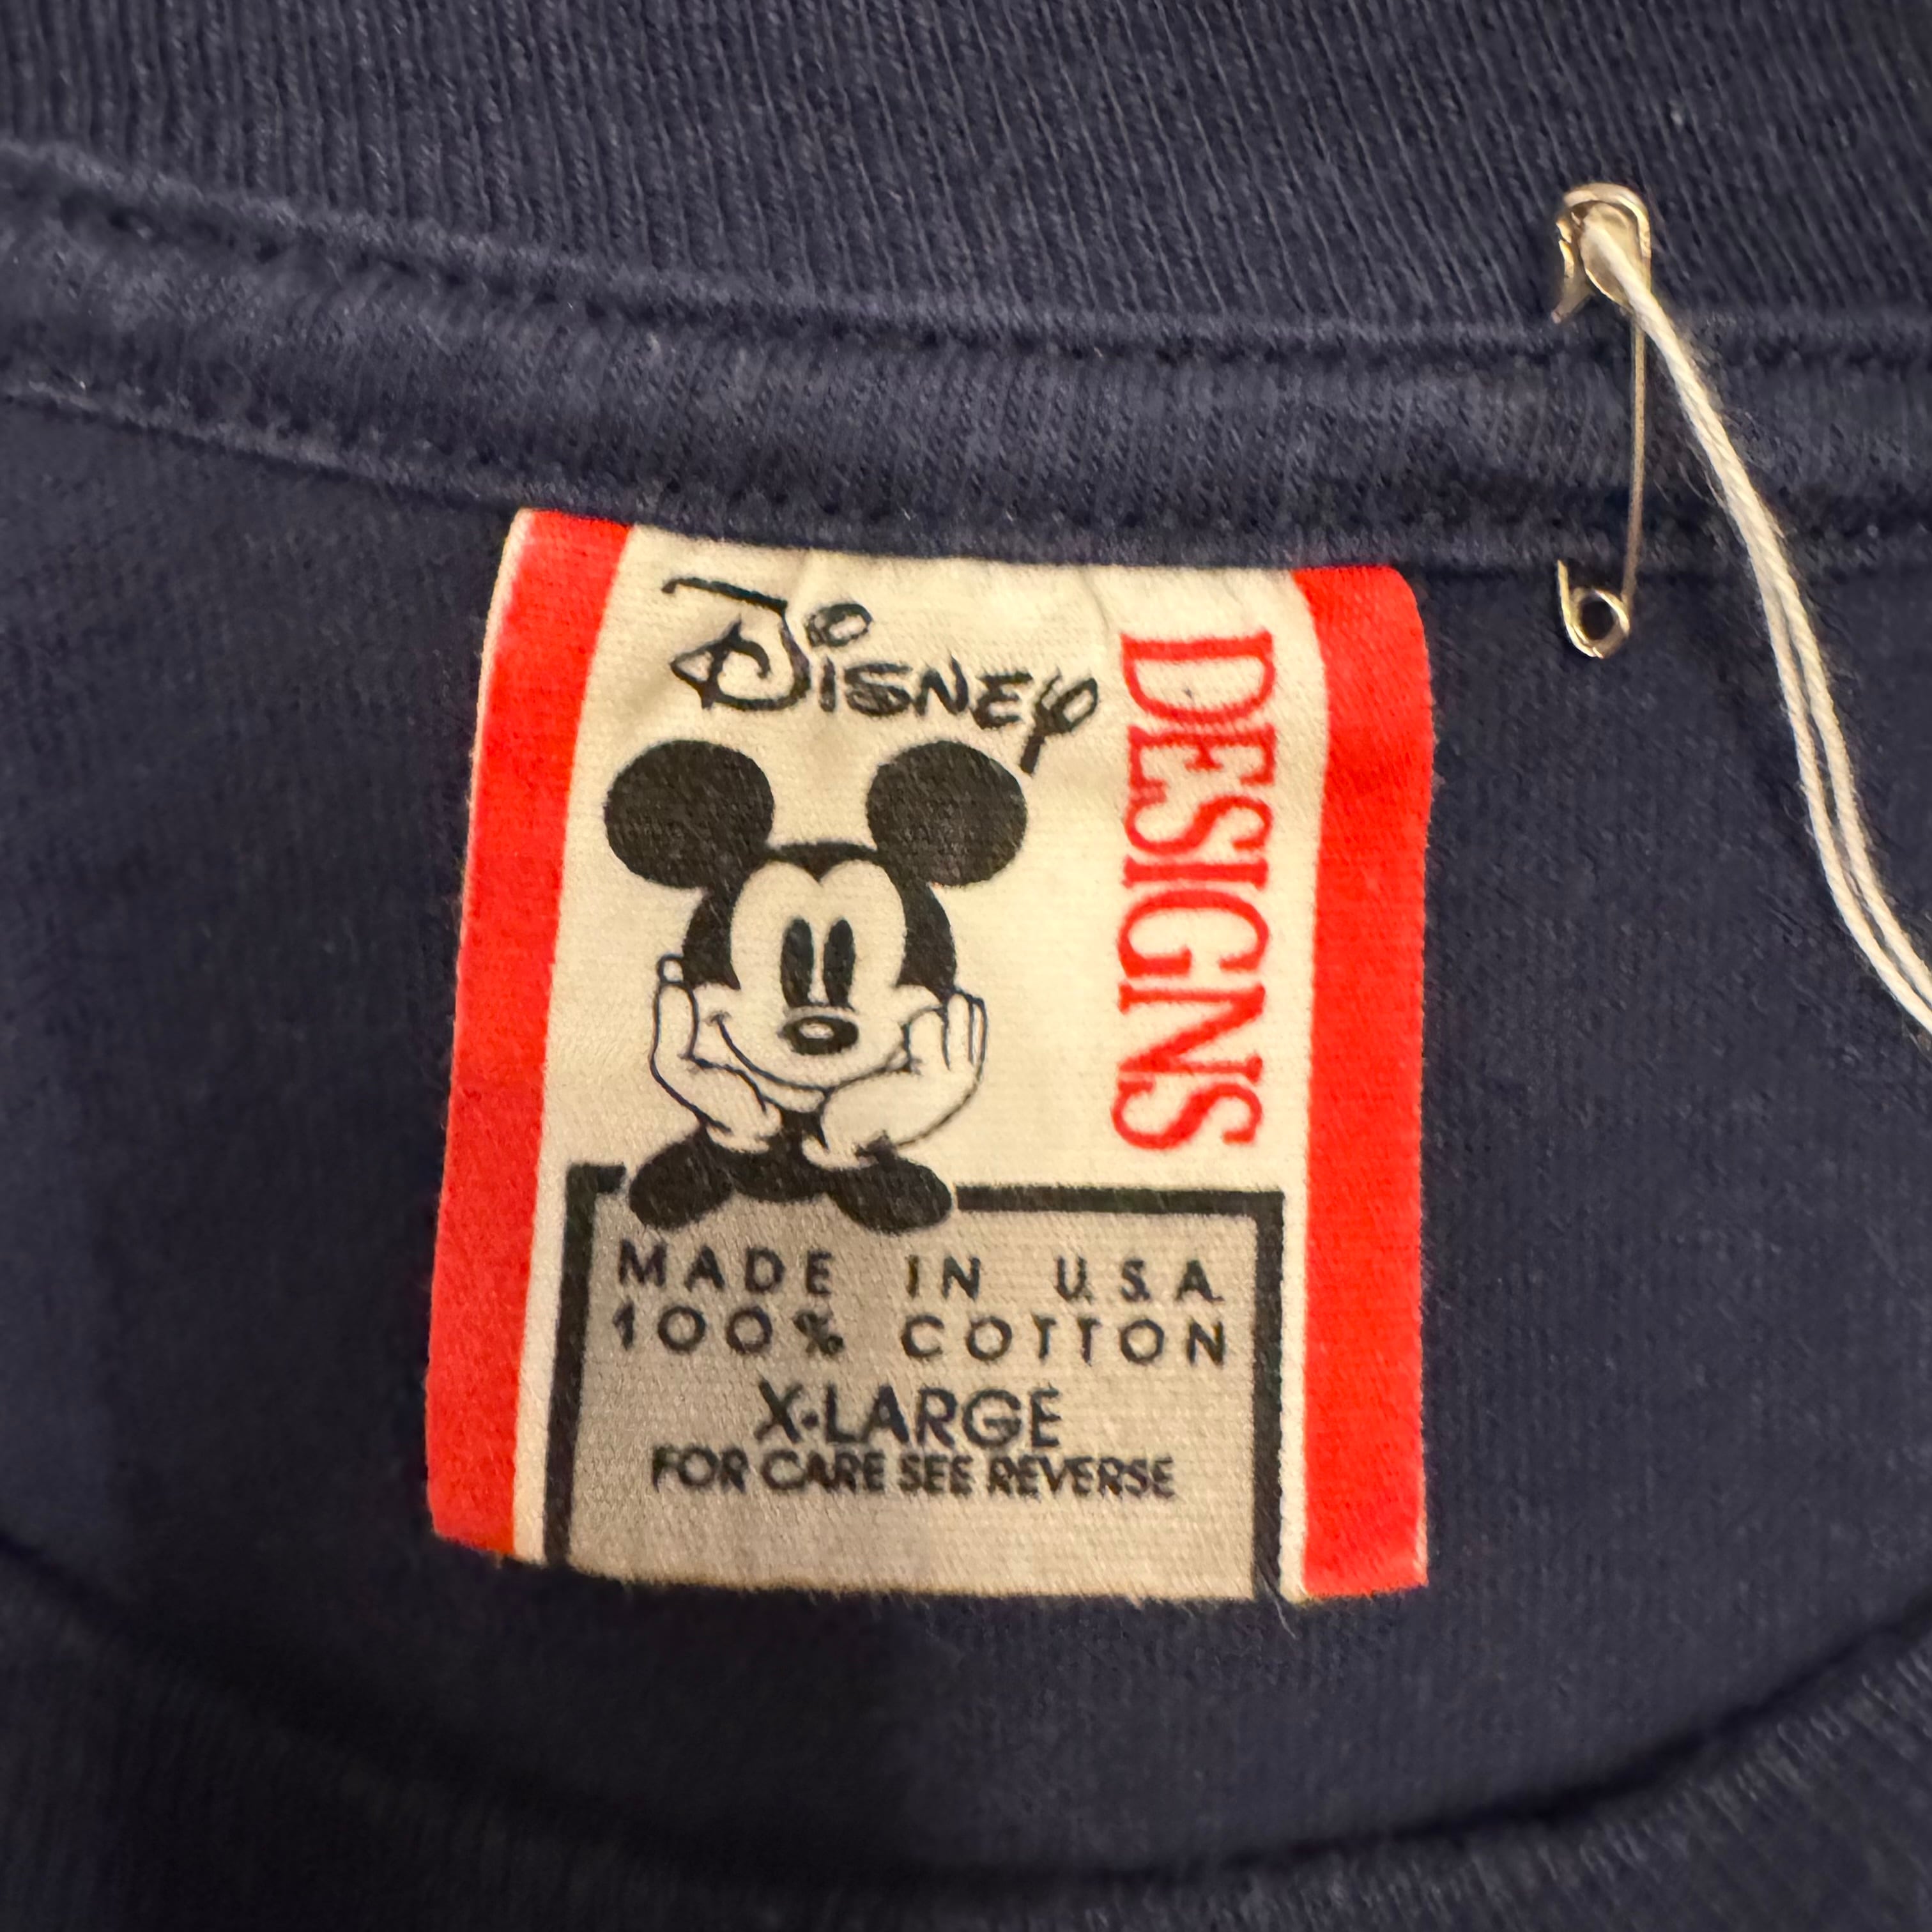 Disney
DESIGNS
MADE IN U.S.A.
100% COTTON
X-LARGE
FOR CARE SEE REVERSE